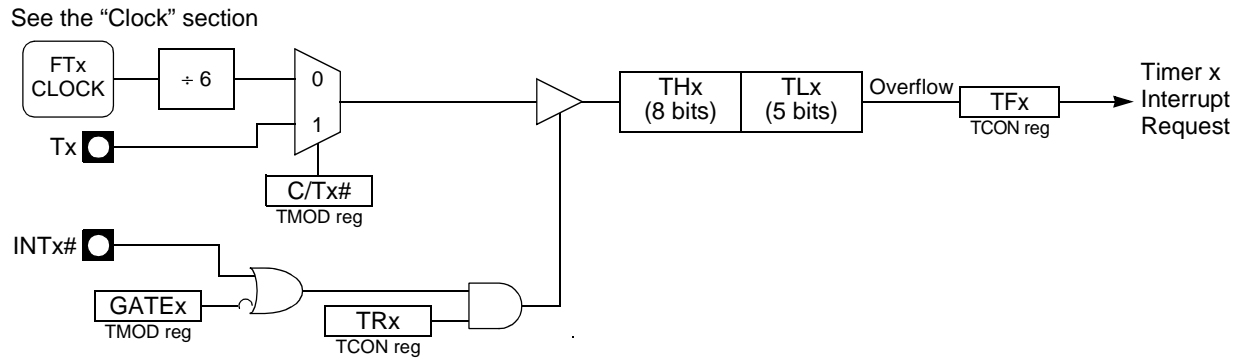 See the “Clock” section
FTx
CLOCK
÷ 6
0
1
Tx
C/Tx#
TMOD reg
THx
(8 bits)
TLx
(5 bits)
Overflow
TFx
TCON reg
Timer x
Interrupt
Request
INTx#
GATEx
TMOD reg
TRx
TCON reg